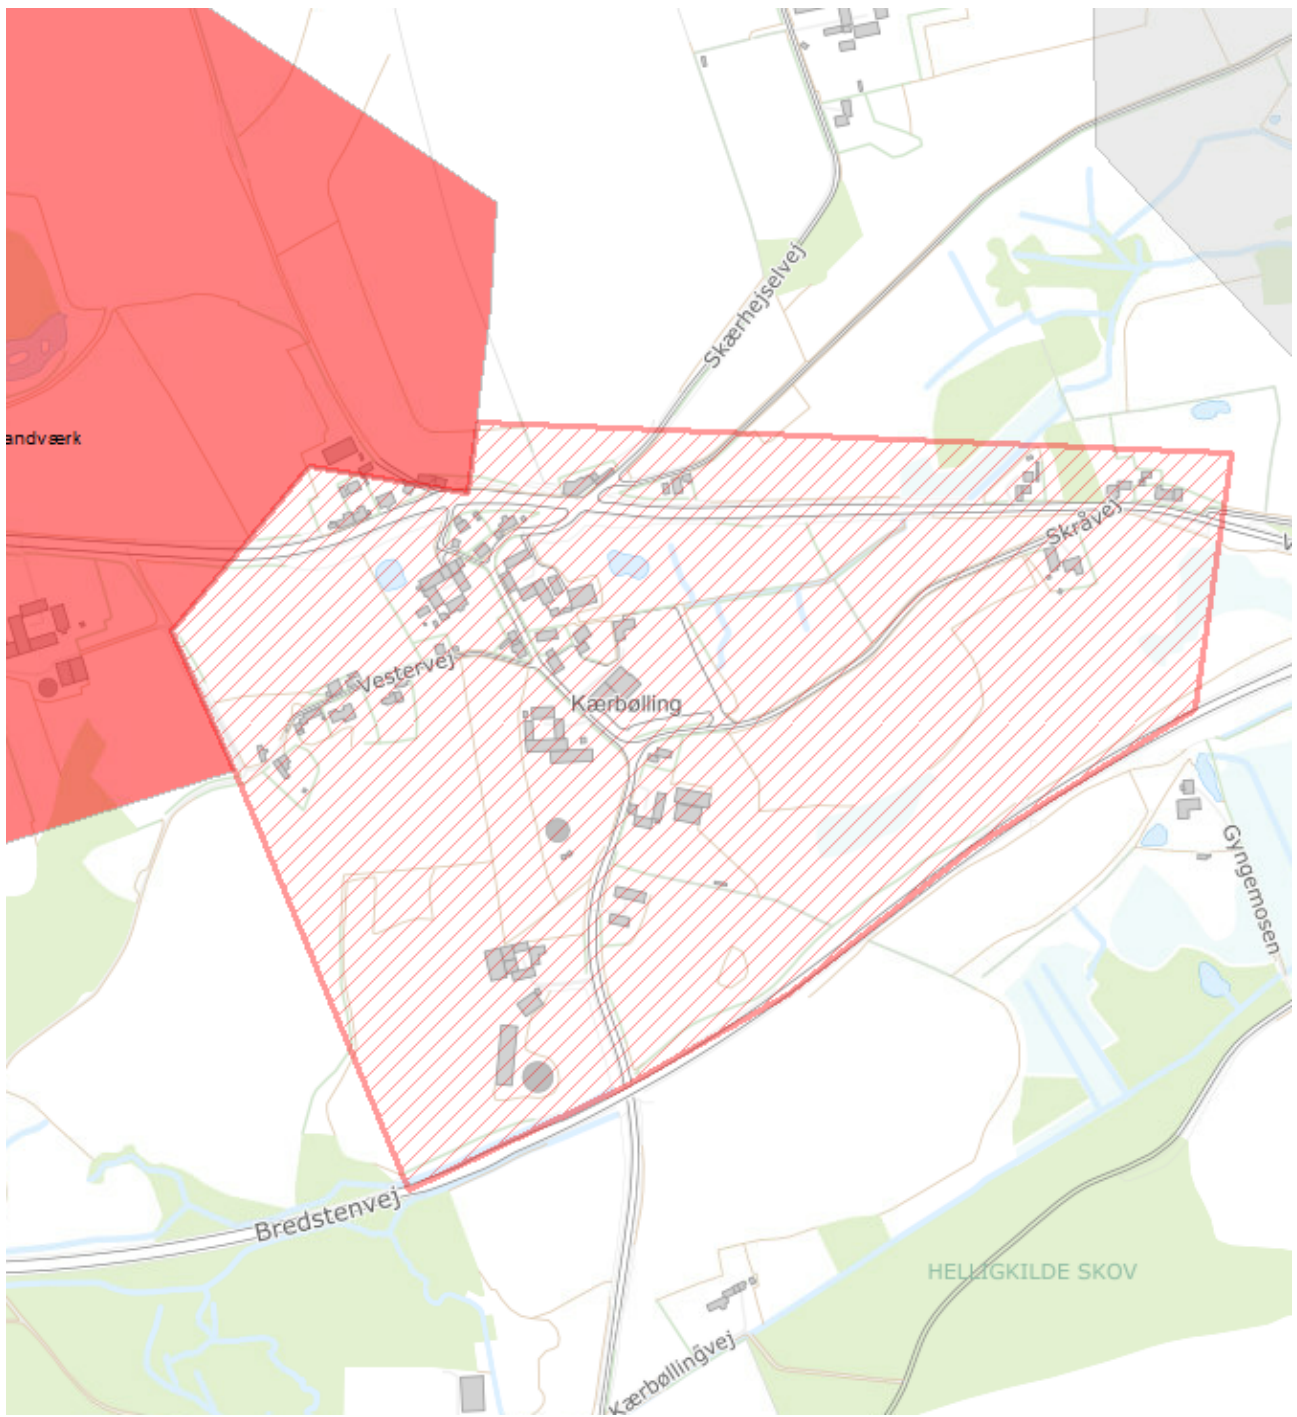 Skærhejselvej
andværk
Skråvej
Vestervej
Kærbølling
Gyngemosen
Bredstenvej
HELLIGKILDE SKOV
Kærbøllingvej